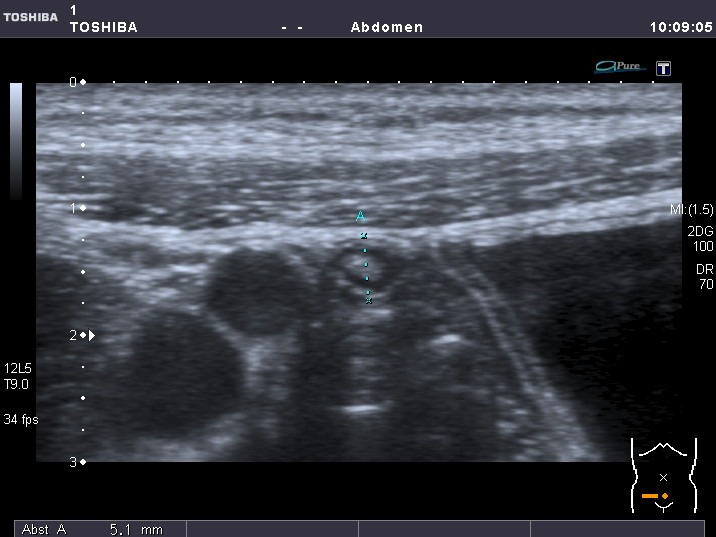 TOSHIBA
1
TOSHIBA - - Abdomen 10:09:05
aPure T
0
A
1
MI:(1.5)
2DG
100
DR
70
2
12L5
T9.0
34 fps
3
Abst A 5.1 mm